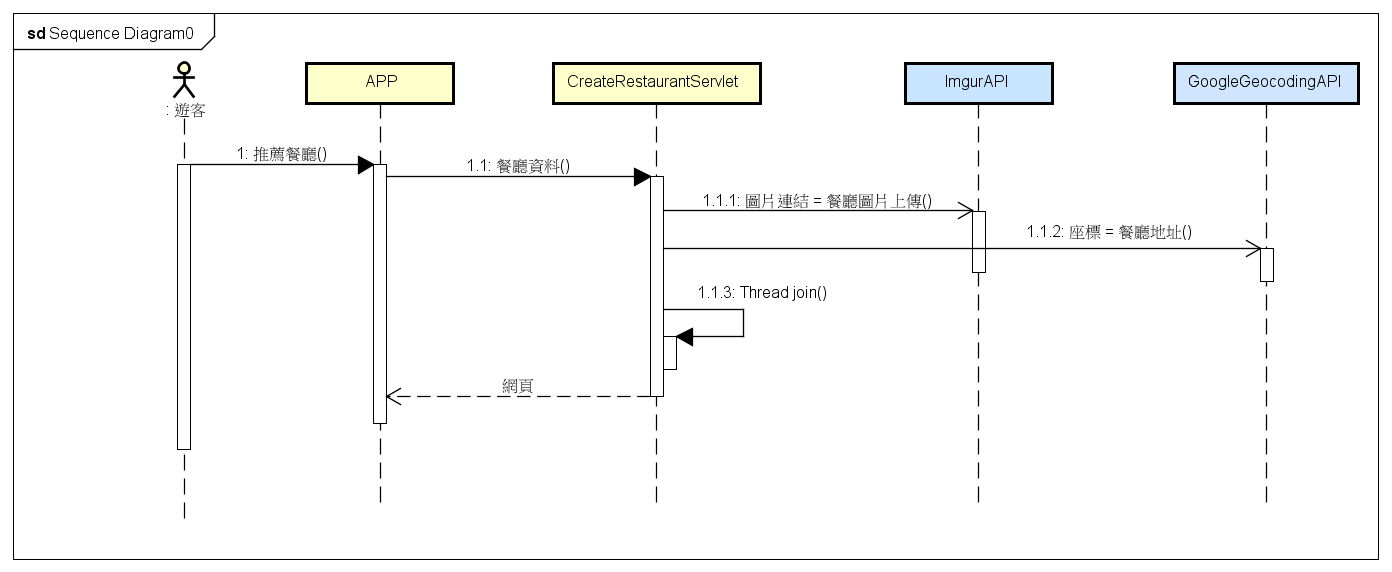 sd Sequence Diagram0
: 遊客
APP
CreateRestaurantServlet
ImgurAPI
GoogleGeocodingAPI
1: 推薦餐廳()
1.1: 餐廳資料()
1.1.1: 圖片連結 = 餐廳圖片上傳()
1.1.2: 座標 = 餐廳地址()
1.1.3: Thread join()
網頁